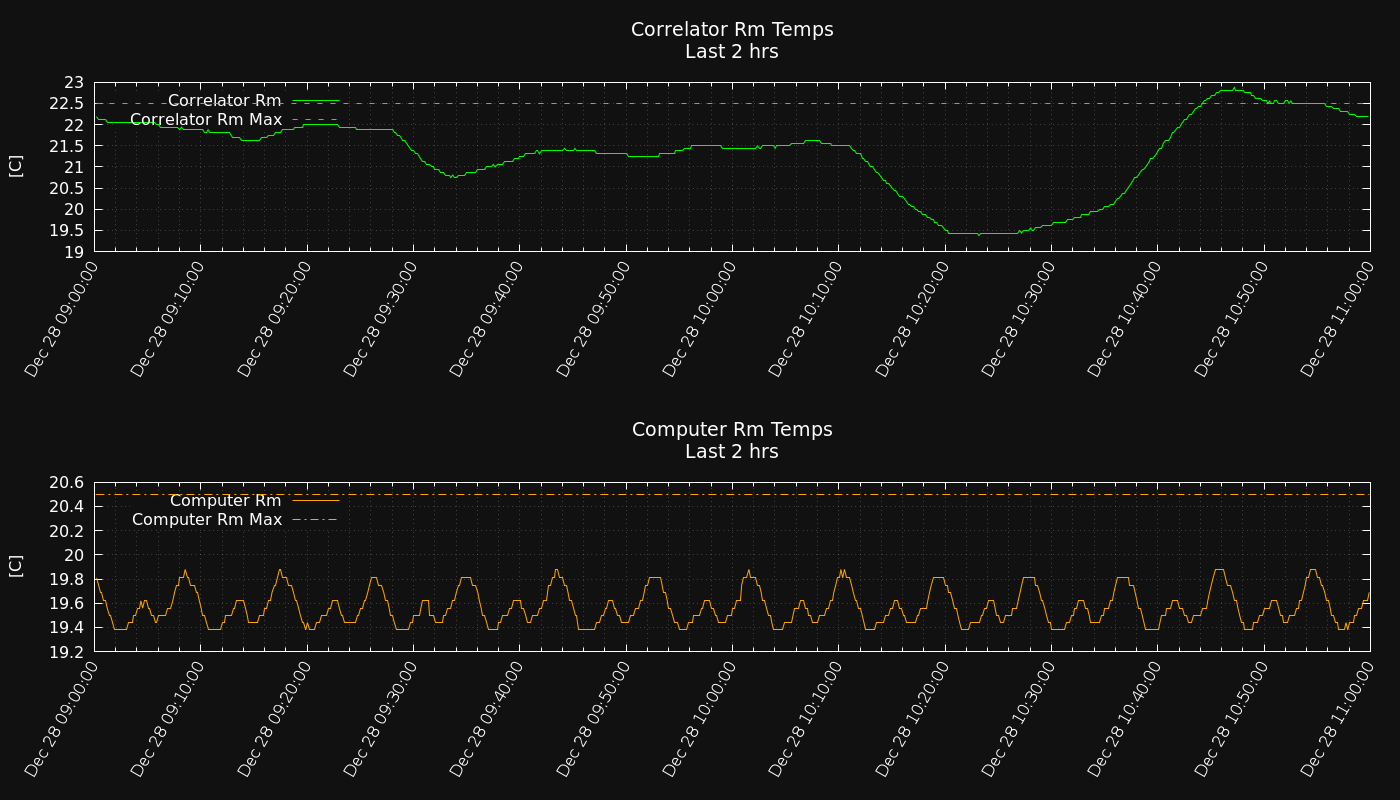 Correlator Rm Temps
Last 2 hrs
23
22.5
22
21.5
21
20.5
20
19.5
19
[C]
Correlator Rm
Correlator Rm Max
Dec 28 09:00:00
Dec 28 09:10:00
Dec 28 09:20:00
Dec 28 09:30:00
Dec 28 09:40:00
Dec 28 09:50:00
Dec 28 10:00:00
Dec 28 10:10:00
Dec 28 10:20:00
Dec 28 10:30:00
Dec 28 10:40:00
Dec 28 10:50:00
Dec 28 11:00:00
Computer Rm Temps
Last 2 hrs
20.6
20.4
20.2
20
19.8
19.6
19.4
19.2
[C]
Computer Rm
Computer Rm Max
Dec 28 09:00:00
Dec 28 09:10:00
Dec 28 09:20:00
Dec 28 09:30:00
Dec 28 09:40:00
Dec 28 09:50:00
Dec 28 10:00:00
Dec 28 10:10:00
Dec 28 10:20:00
Dec 28 10:30:00
Dec 28 10:40:00
Dec 28 10:50:00
Dec 28 11:00:00